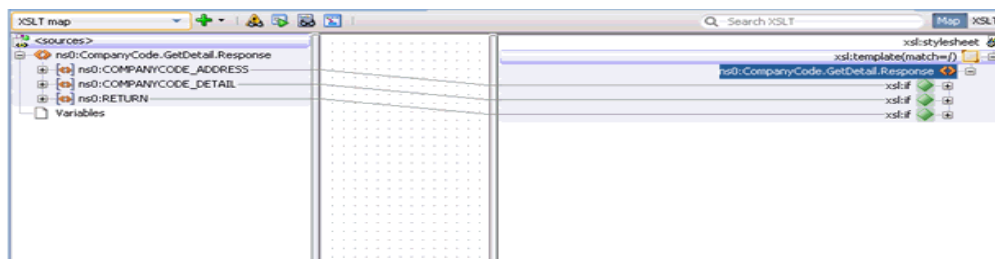 XSLT map
Search XSLT
Map
XSLT
<sources>
ns0:CompanyCode.GetDetail.Response
ns0:COMPANYCODE_ADDRESS
ns0:COMPANYCODE_DETAIL
ns0:RETURN
Variables
xsl:stylesheet
xsl:template(match=/)
ns0:CompanyCode.GetDetail.Response
xsl:if
xsl:if
xsl:if